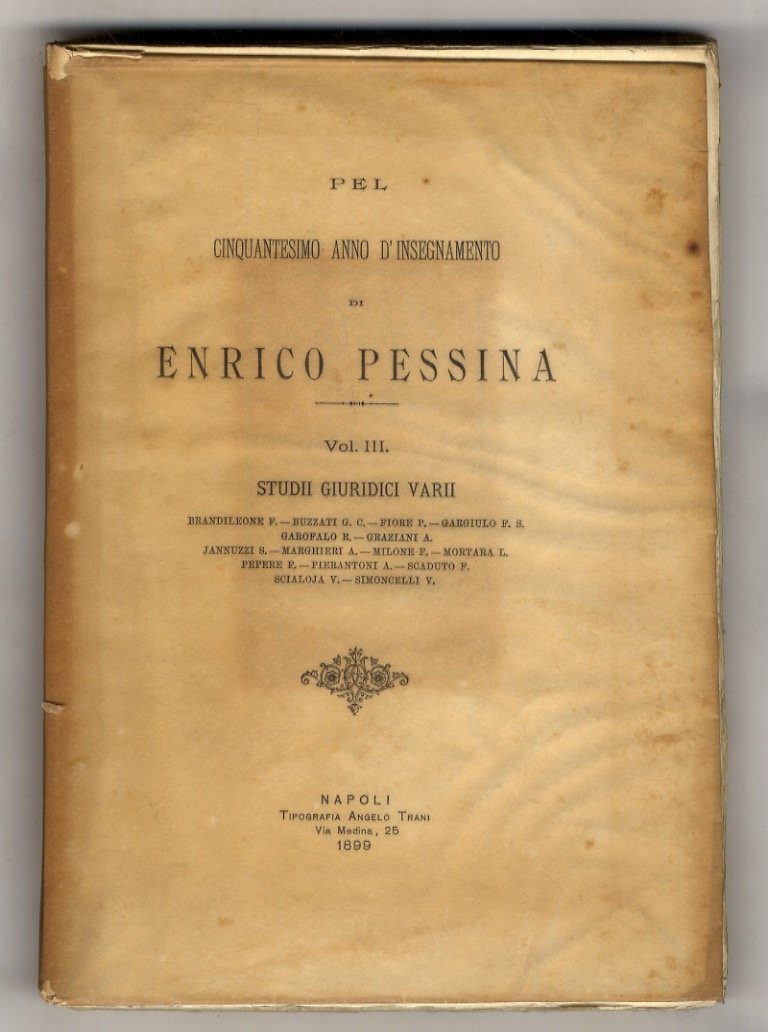 PEL
CINQUANTESIMO ANNO D'INSEGNAMENTO
DI
ENRICO PESSINA
Vol. III.
STUDII GIURIDICI VARII
BRANDILEONE F. — BUZZATI G. C. — FIORE P. — GARGIULO F. S.
GAROFALO R. — GRAZIANI A.
JANNUZZI S. — MARGHIERI A. — MILONE F. — MORTARA L.
PEPERE F. — PIERANTONI A. — SCADUTO F.
SCIALOJA V. — SIMONCELLI V.
NAPOLI
TIPOGRAFIA ANGELO TRANI
Via Medina, 25
1899